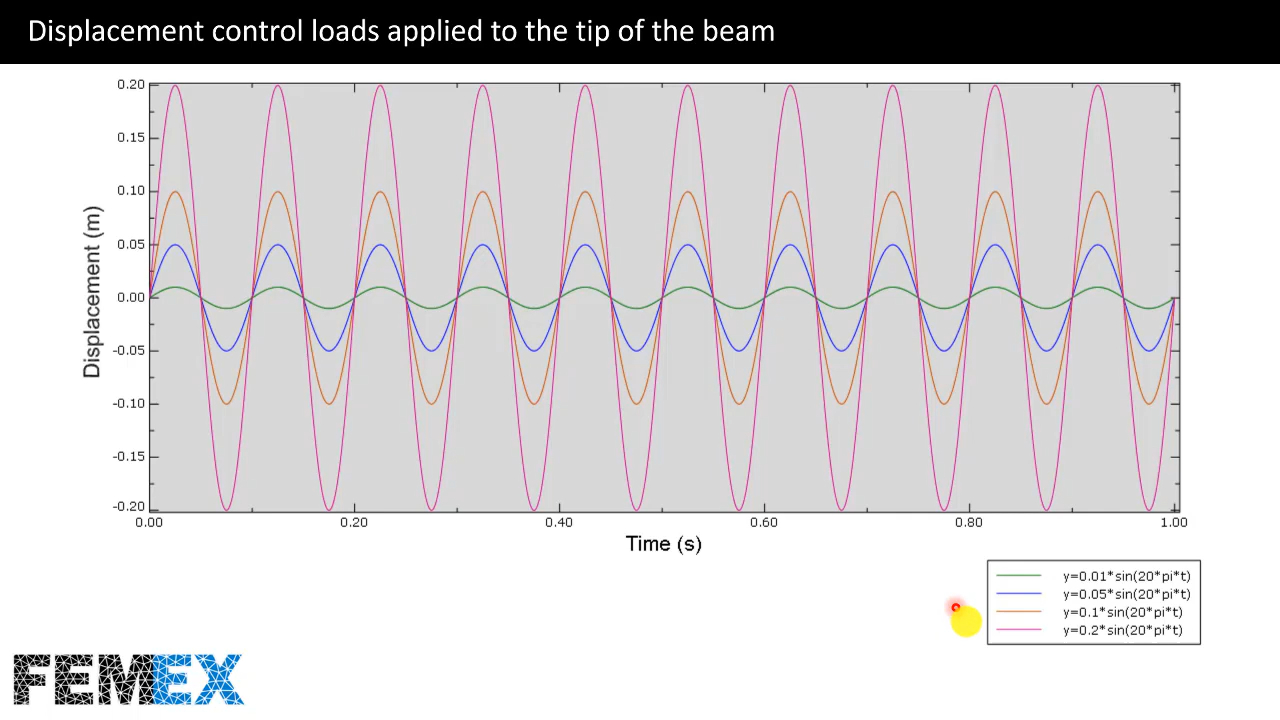 Displacement control loads applied to the tip of the beam
0.20
0.15
0.10
0.05
0.00
-0.05
-0.10
-0.15
-0.20
Displacement (m)
0.00 0.20 0.40 0.60 0.80 1.00
Time (s)
y=0.01*sin(20*pi*t)
y=0.05*sin(20*pi*t)
y=0.1*sin(20*pi*t)
y=0.2*sin(20*pi*t)
FEMEX